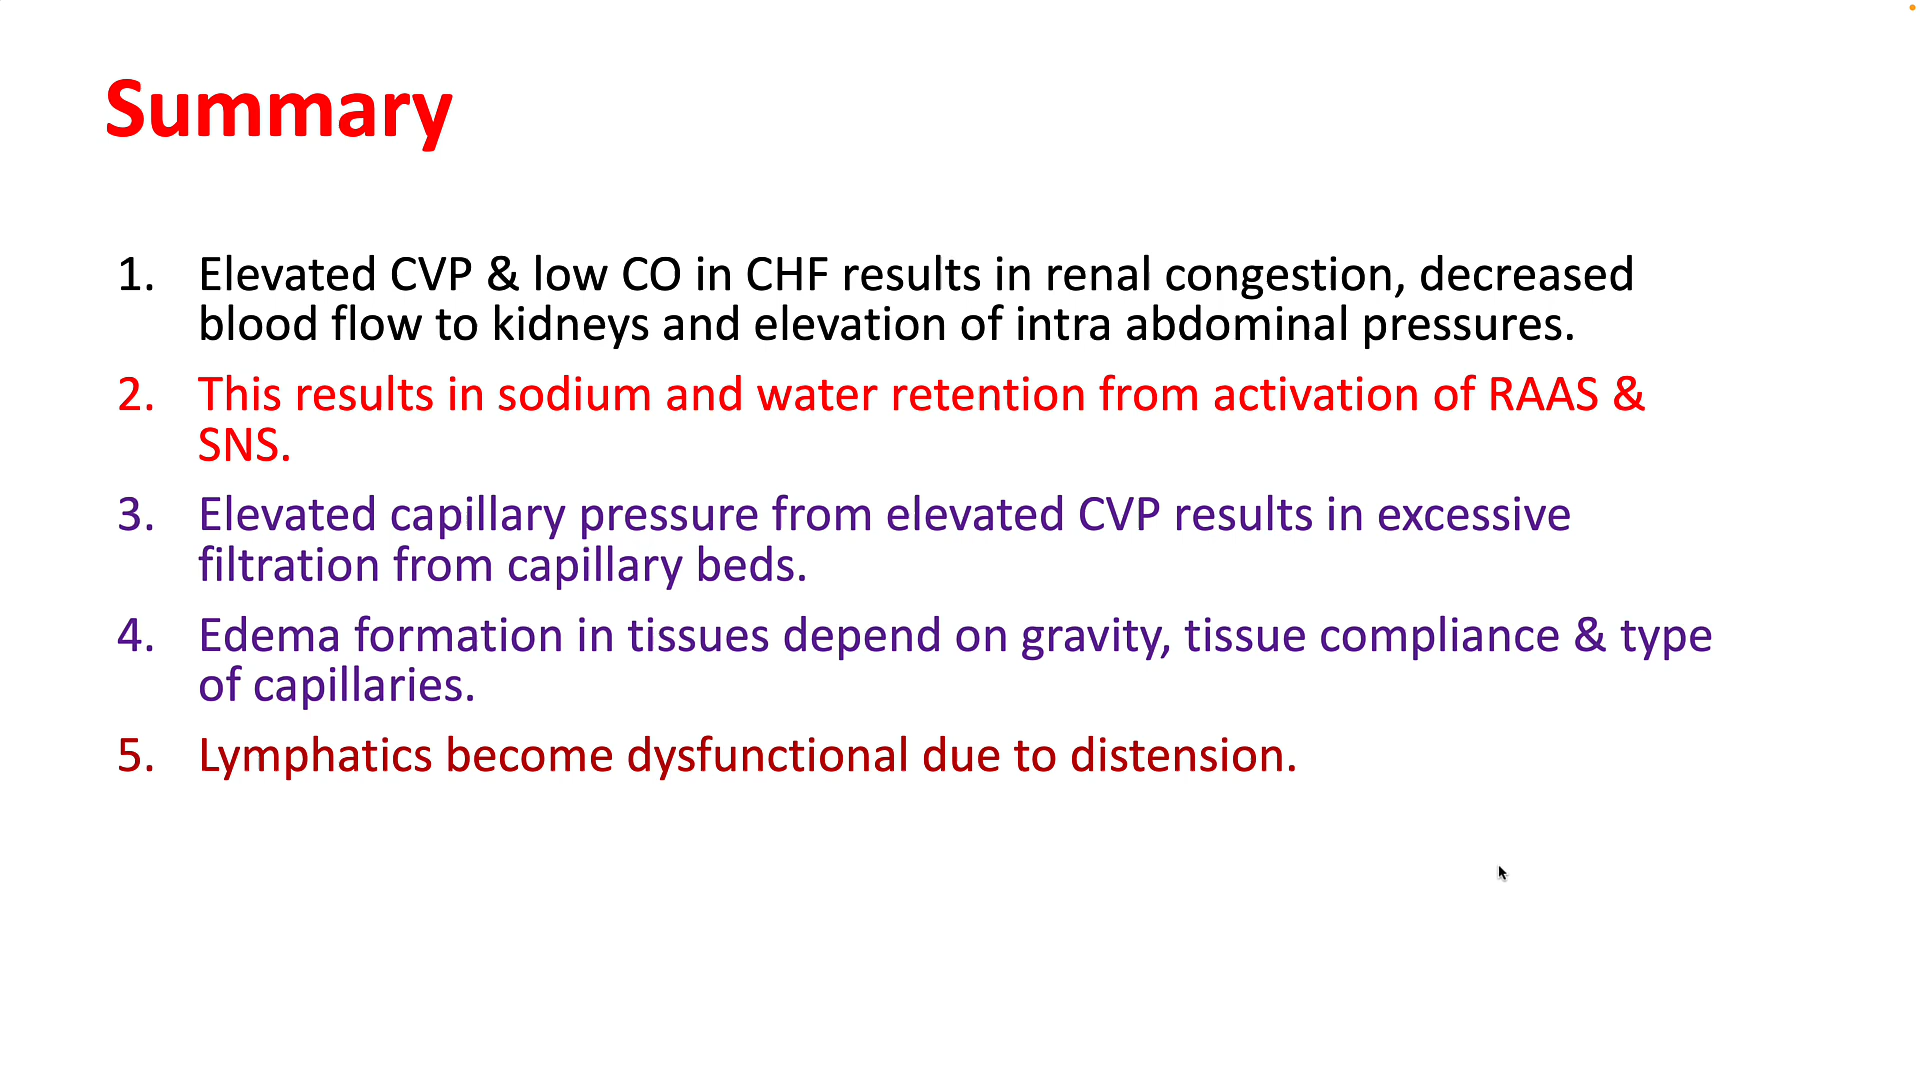 Summary
1. Elevated CVP & low CO in CHF results in renal congestion, decreased
blood flow to kidneys and elevation of intra abdominal pressures.
2. This results in sodium and water retention from activation of RAAS &
SNS.
3. Elevated capillary pressure from elevated CVP results in excessive
filtration from capillary beds.
4. Edema formation in tissues depend on gravity, tissue compliance & type
of capillaries.
5. Lymphatics become dysfunctional due to distension.